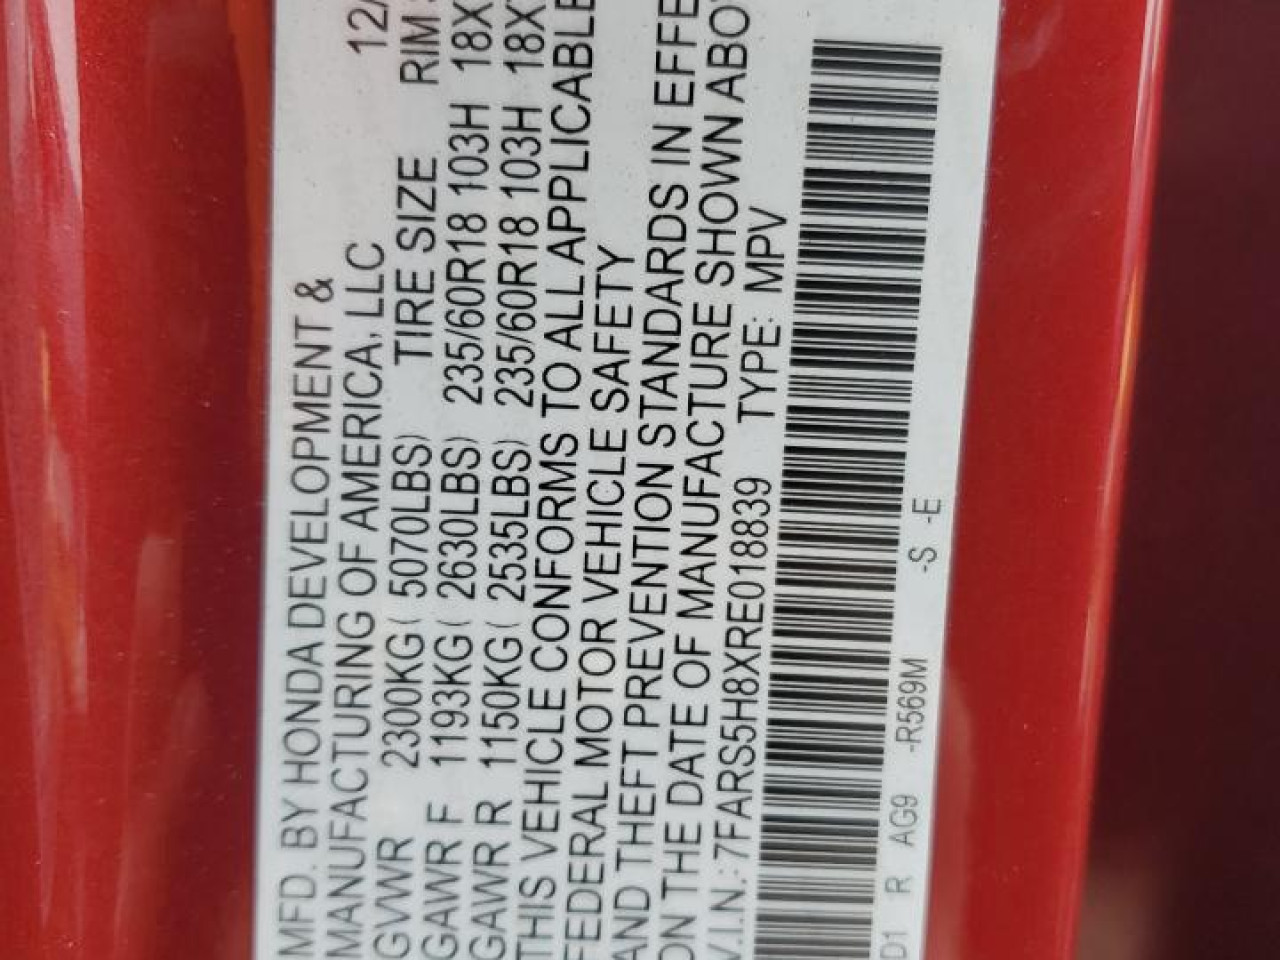 MFD. BY HONDA DEVELOPMENT &
MANUFACTURING OF AMERICA, LLC 12/
GVWR 2300KG( 5070LBS) TIRE SIZE RIM
GAWR F 1193KG( 2630LBS) 235/60R18 103H 18X
GAWR R 1150KG( 2535LBS) 235/60R18 103H 18X
THIS VEHICLE CONFORMS TO ALL APPLICABLE
FEDERAL MOTOR VEHICLE SAFETY
AND THEFT PREVENTION STANDARDS IN EFFE
ON THE DATE OF MANUFACTURE SHOWN ABO
V.I.N.: 7FARS5H8XRE018839 TYPE: MPV
D1 R AG9 -R569M -S -E